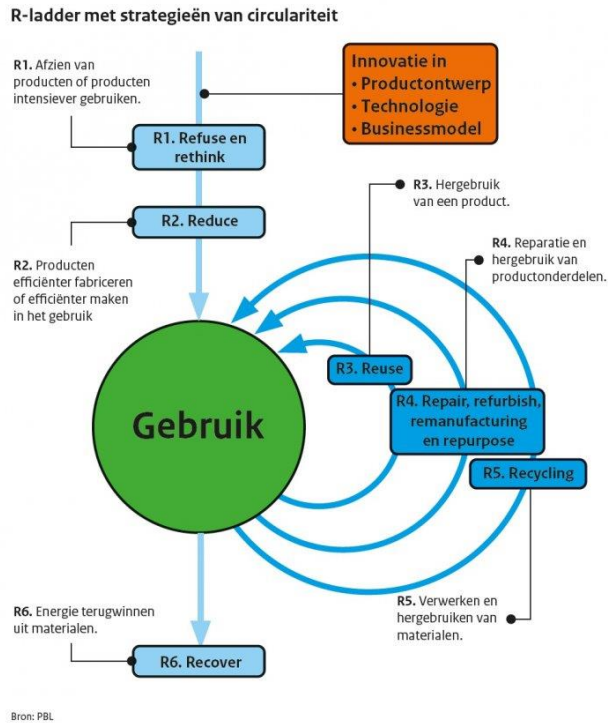 R-ladder met strategieën van circulariteit
R1. Afzien van
producten of producten
intensiever gebruiken.
Innovatie in
• Productontwerp
• Technologie
• Businessmodel
R1. Refuse en
rethink
R3. Hergebruik
van een product.
R2. Reduce
R4. Reparatie en
hergebruik van
productonderdelen.
R2. Producten
efficiënter fabriceren
of efficiënter maken
in het gebruik
R3. Reuse
Gebruik
R4. Repair, refurbish,
remanufacturing
en repurpose
R5. Recycling
R6. Energie terugwinnen
uit materialen.
R5. Verwerken en
hergebruiken van
materialen.
R6. Recover
Bron: PBL